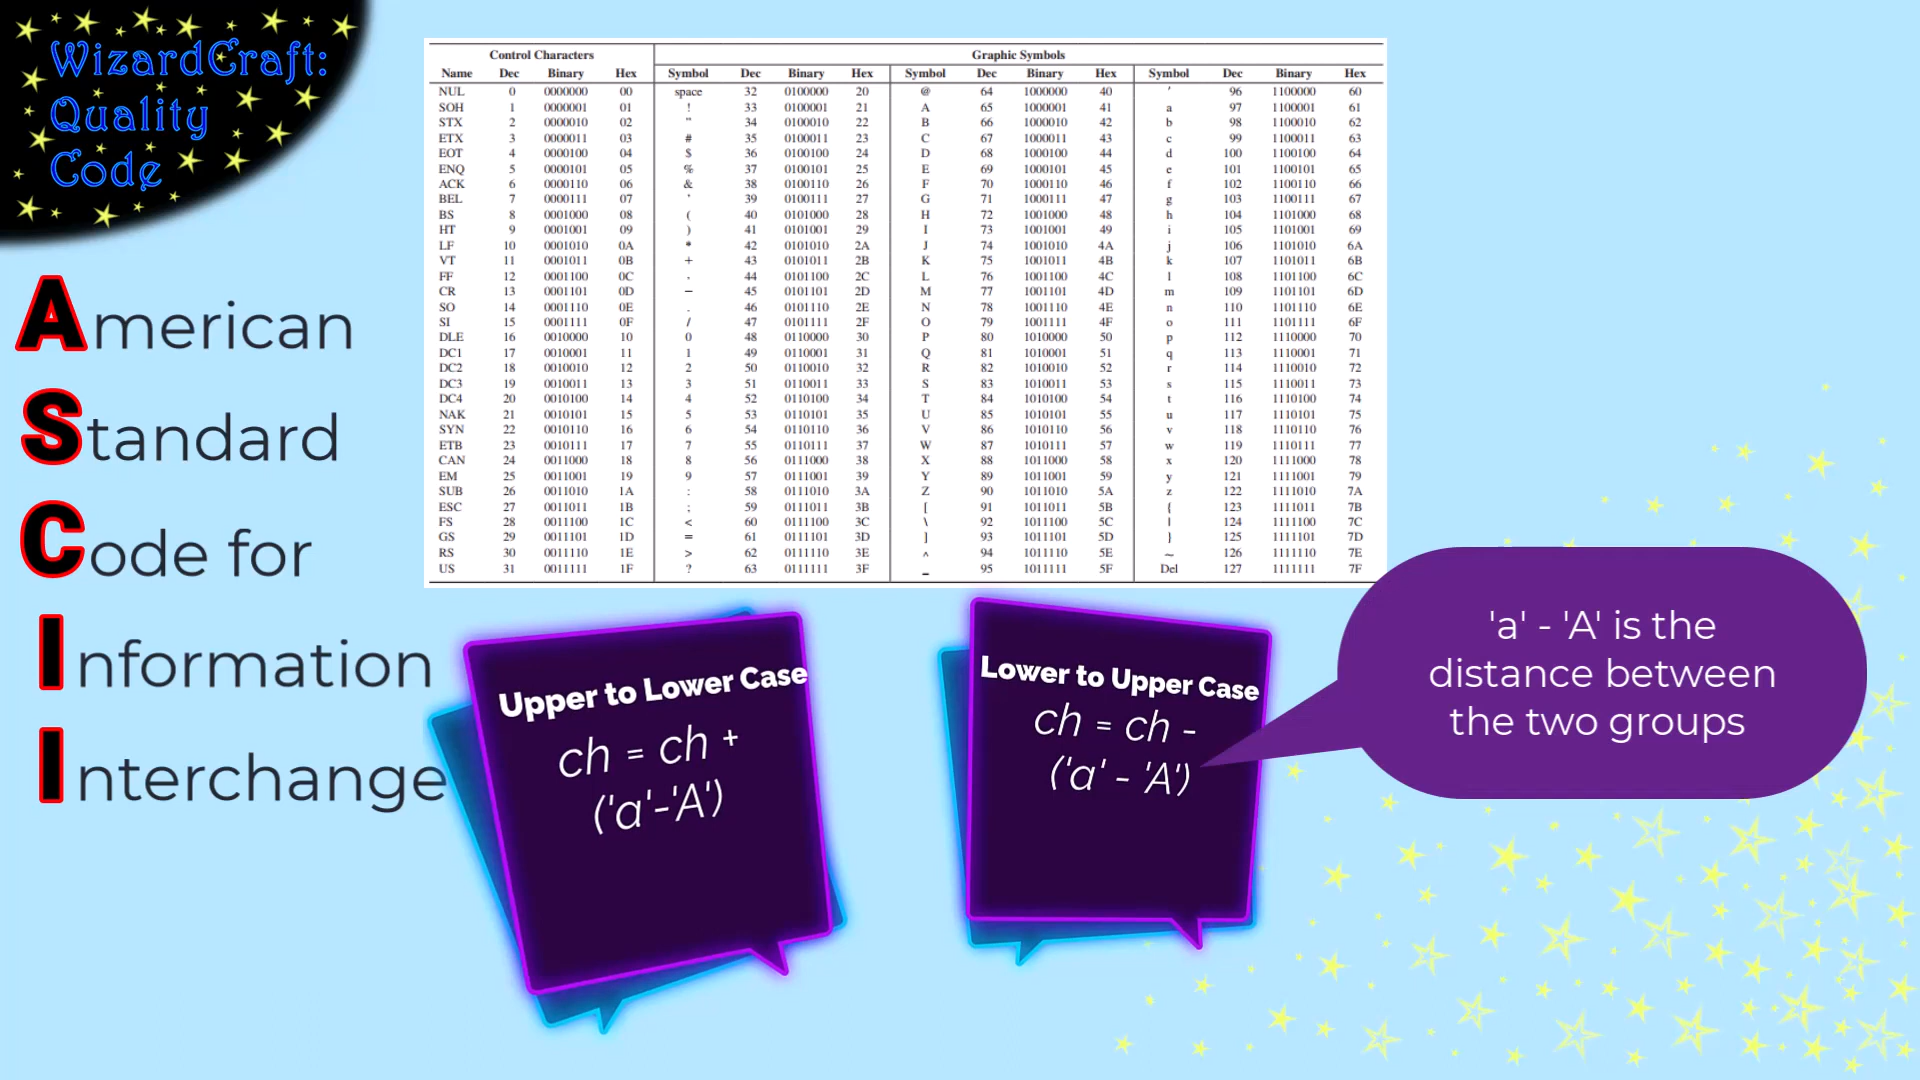 WizardCraft:
Quality
Code
American
Standard
Code for
Information
Interchange
Control Characters Graphic Symbols
Name Dec Binary Hex Symbol Dec Binary Hex Symbol Dec Binary Hex Symbol Dec Binary Hex
NUL 0 0000000 00 space 32 0100000 20 @ 64 1000000 40 ' 96 1100000 60
SOH 1 0000001 01 ! 33 0100001 21 A 65 1000001 41 a 97 1100001 61
STX 2 0000010 02 " 34 0100010 22 B 66 1000010 42 b 98 1100010 62
ETX 3 0000011 03 # 35 0100011 23 C 67 1000011 43 c 99 1100011 63
EOT 4 0000100 04 $ 36 0100100 24 D 68 1000100 44 d 100 1100100 64
ENQ 5 0000101 05 % 37 0100101 25 E 69 1000101 45 e 101 1100101 65
ACK 6 0000110 06 & 38 0100110 26 F 70 1000110 46 f 102 1100110 66
BEL 7 0000111 07 ' 39 0100111 27 G 71 1000111 47 g 103 1100111 67
BS 8 0001000 08 ( 40 0101000 28 H 72 1001000 48 h 104 1101000 68
HT 9 0001001 09 ) 41 0101001 29 I 73 1001001 49 i 105 1101001 69
LF 10 0001010 0A * 42 0101010 2A J 74 1001010 4A j 106 1101010 6A
VT 11 0001011 0B + 43 0101011 2B K 75 1001011 4B k 107 1101011 6B
FF 12 0001100 0C . 44 0101100 2C L 76 1001100 4C l 108 1101100 6C
CR 13 0001101 0D − 45 0101101 2D M 77 1001101 4D m 109 1101101 6D
SO 14 0001110 0E . 46 0101110 2E N 78 1001110 4E n 110 1101110 6E
SI 15 0001111 0F / 47 0101111 2F O 79 1001111 4F o 111 1101111 6F
DLE 16 0010000 10 0 48 0110000 30 P 80 1010000 50 p 112 1110000 70
DC1 17 0010001 11 1 49 0110001 31 Q 81 1010001 51 q 113 1110001 71
DC2 18 0010010 12 2 50 0110010 32 R 82 1010010 52 r 114 1110010 72
DC3 19 0010011 13 3 51 0110011 33 S 83 1010011 53 s 115 1110011 73
DC4 20 0010100 14 4 52 0110100 34 T 84 1010100 54 t 116 1110100 74
NAK 21 0010101 15 5 53 0110101 35 U 85 1010101 55 u 117 1110101 75
SYN 22 0010110 16 6 54 0110110 36 V 86 1010110 56 v 118 1110110 76
ETB 23 0010111 17 7 55 0110111 37 W 87 1010111 57 w 119 1110111 77
CAN 24 0011000 18 8 56 0111000 38 X 88 1011000 58 x 120 1111000 78
EM 25 0011001 19 9 57 0111001 39 Y 89 1011001 59 y 121 1111001 79
SUB 26 0011010 1A : 58 0111010 3A Z 90 1011010 5A z 122 1111010 7A
ESC 27 0011011 1B ; 59 0111011 3B [ 91 1011011 5B { 123 1111011 7B
FS 28 0011100 1C < 60 0111100 3C \ 92 1011100 5C | 124 1111100 7C
GS 29 0011101 1D = 61 0111101 3D ] 93 1011101 5D } 125 1111101 7D
RS 30 0011110 1E > 62 0111110 3E ^ 94 1011110 5E ~ 126 1111110 7E
US 31 0011111 1F ? 63 0111111 3F _ 95 1011111 5F Del 127 1111111 7F
Upper to Lower Case
ch = ch +
('a'-'A')
Lower to Upper Case
ch = ch -
('a' - 'A')
'a' - 'A' is the
distance between
the two groups